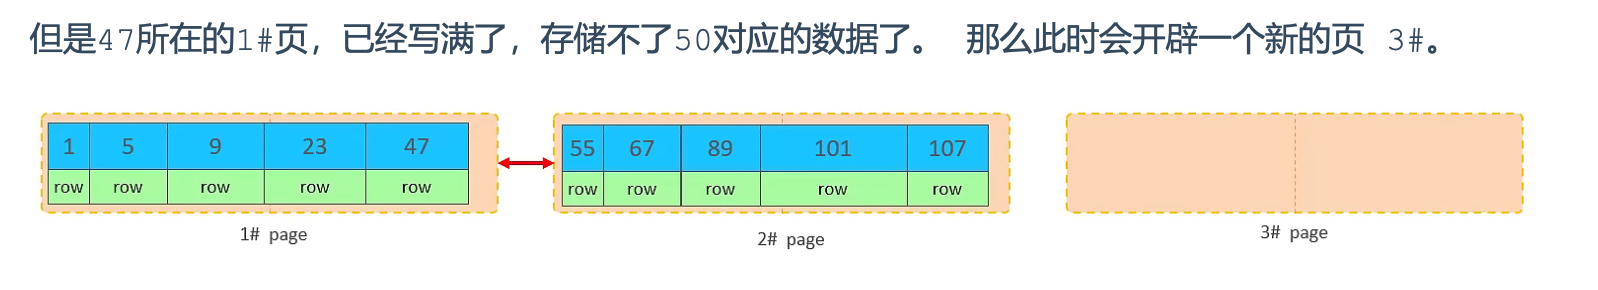 但是47所在的1#页，已经写满了，存储不了50对应的数据了。 那么此时会开辟一个新的页 3#。
1 5 9 23 47
row row row row row
1# page
55 67 89 101 107
row row row row row
2# page
3# page